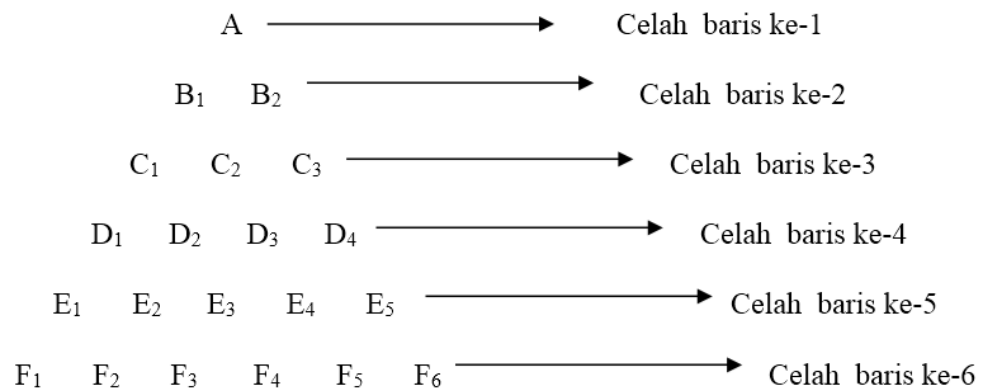 A Celah baris ke-1
B₁ B₂ Celah baris ke-2
C₁ C₂ C₃ Celah baris ke-3
D₁ D₂ D₃ D₄ Celah baris ke-4
E₁ E₂ E₃ E₄ E₅ Celah baris ke-5
F₁ F₂ F₃ F₄ F₅ F₆ Celah baris ke-6